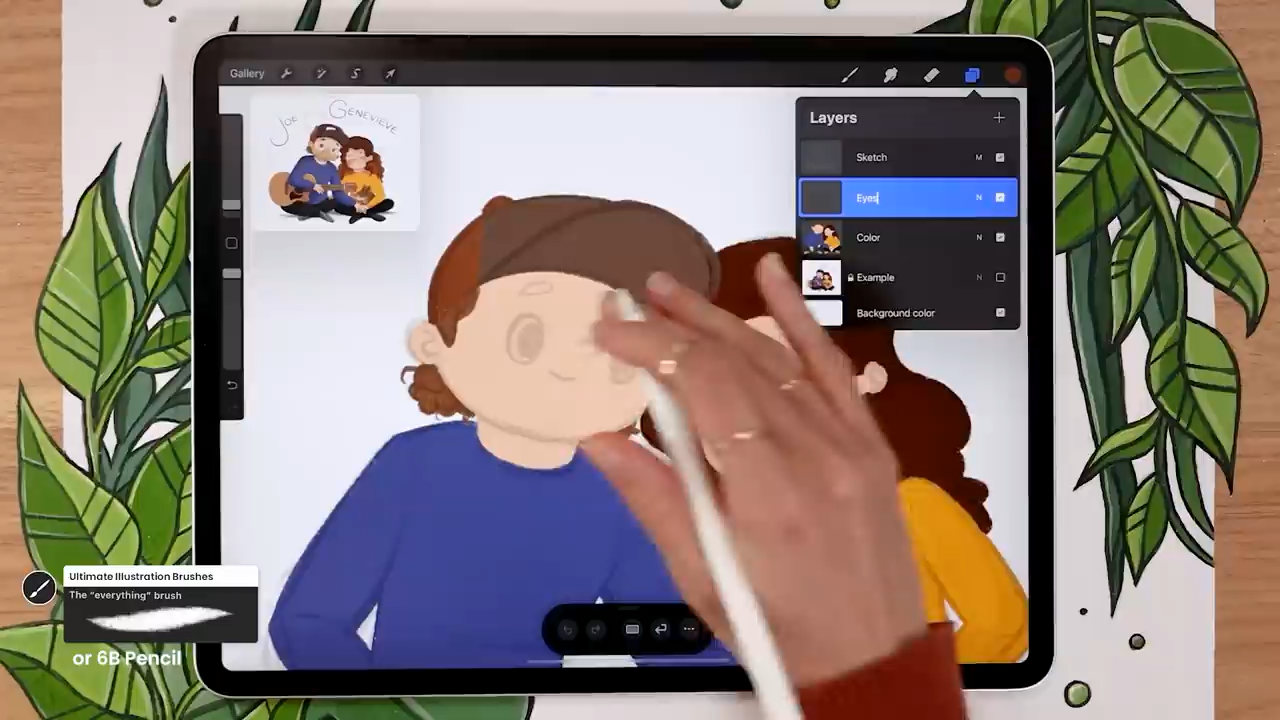 Gallery
JOE GENEVIEVE
Layers
Sketch M
Eyes N
Color N
Example N
Background color
Ultimate Illustration Brushes
The “everything” brush
or 6B Pencil